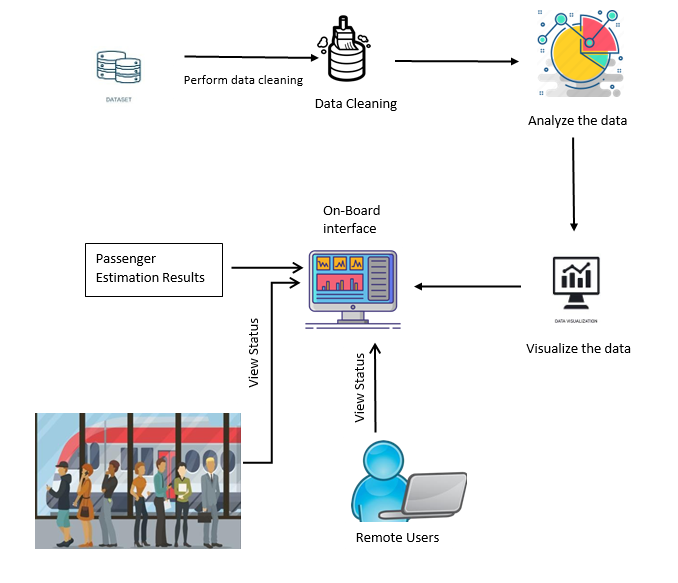 DATASET
Perform data cleaning
Data Cleaning
Analyze the data
On-Board
interface
Passenger
Estimation Results
DATA VISUALIZATION
Visualize the data
View Status
View Status
Remote Users